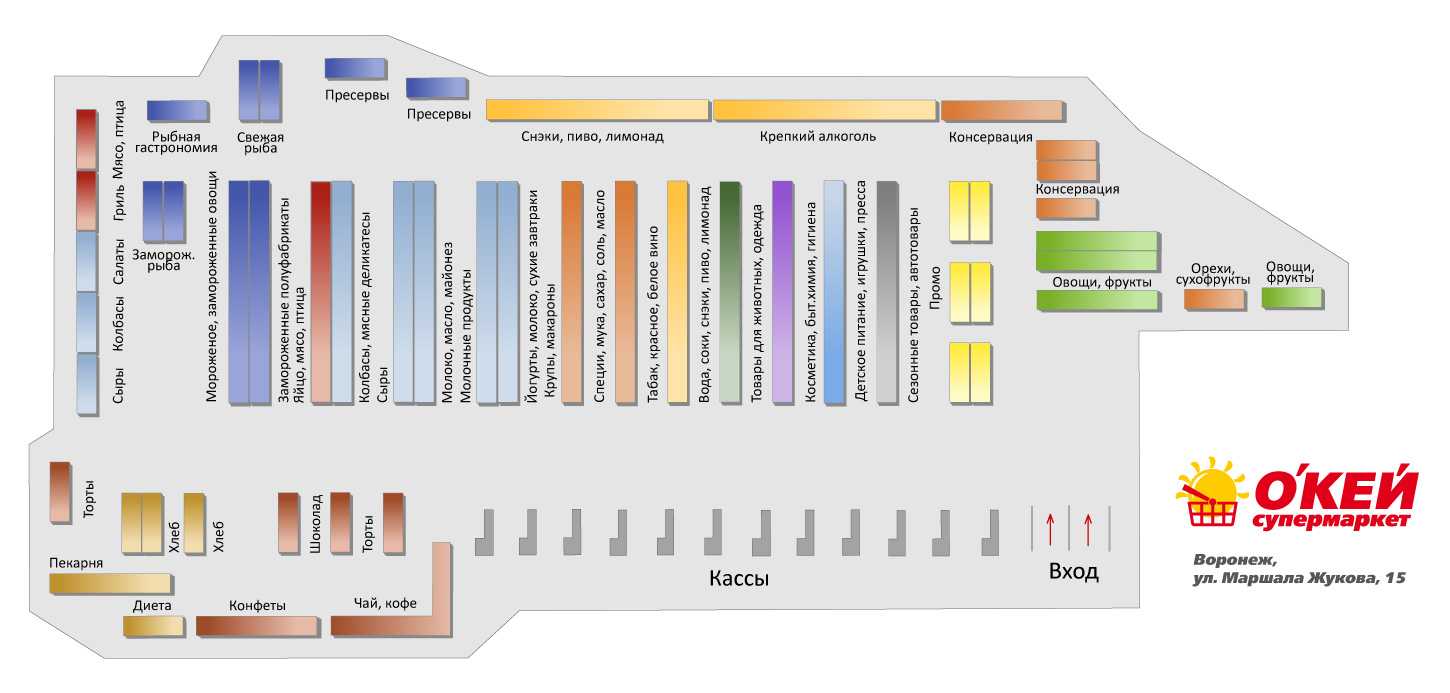 Пресервы
Пресервы
Рыбная
гастрономия
Свежая
рыба
Снэки, пиво, лимонад
Крепкий алкоголь
Консервация
Консервация
Мясо, птица
Гриль
Салаты
Колбасы
Сыры
Заморож.
рыба
Мороженое, замороженные овощи
Замороженные полуфабрикаты
Яйцо, мясо, птица
Колбасы, мясные деликатесы
Сыры
Молоко, масло, майонез
Молочные продукты
Йогурты, молоко, сухие завтраки
Крупы, макароны
Специи, мука, сахар, соль, масло
Табак, красное, белое вино
Вода, соки, снэки, пиво, лимонад
Товары для животных, одежда
Косметика, быт.химия, гигиена
Детское питание, игрушки, пресса
Сезонные товары, автотовары
Промо
Овощи, фрукты
Орехи,
сухофрукты
Овощи,
фрукты
Торты
Хлеб
Хлеб
Шоколад
Торты
Пекарня
Диета
Конфеты
Чай, кофе
Кассы
Вход
О'КЕЙ
супермаркет
Воронеж,
ул. Маршала Жукова, 15